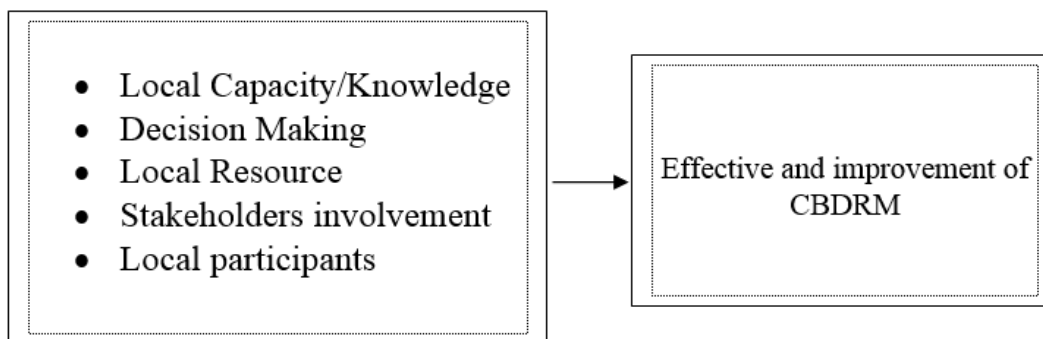 • Local Capacity/Knowledge
• Decision Making
• Local Resource
• Stakeholders involvement
• Local participants
Effective and improvement of
CBDRM